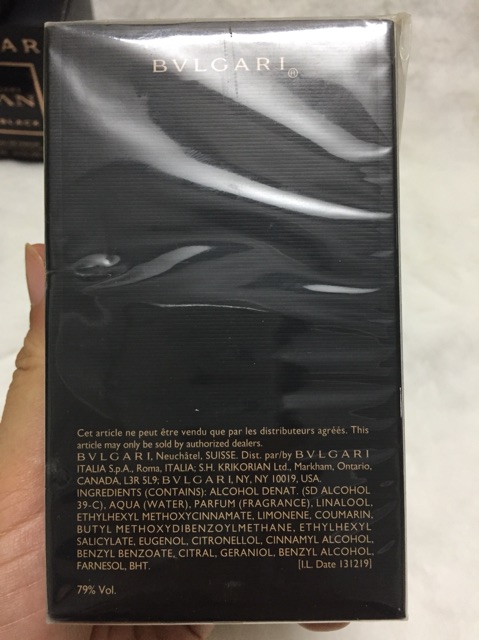 BVLGARI®
AR
AN
BLACK
Cet article ne peut être vendu que par les distributeurs agréés. This
article may only be sold by authorized dealers.
BVLGARI, Neuchâtel, SUISSE. Dist. par/by BVLGARI
ITALIA S.p.A., Roma, ITALIA; S.H. KRIKORIAN Ltd., Markham, Ontario,
CANADA, L3R 5L9; BVLGARI, NY, NY 10019, USA.
INGREDIENTS (CONTAINS): ALCOHOL DENAT. (SD ALCOHOL
39-C), AQUA (WATER), PARFUM (FRAGRANCE), LINALOOL,
ETHYLHEXYL METHOXYCINNAMATE, LIMONENE, COUMARIN,
BUTYL METHOXYDIBENZOYLMETHANE, ETHYLHEXYL
SALICYLATE, EUGENOL, CITRONELLOL, CINNAMYL ALCOHOL,
BENZYL BENZOATE, CITRAL, GERANIOL, BENZYL ALCOHOL,
FARNESOL, BHT. [I.L. Date 131219]
79% Vol.